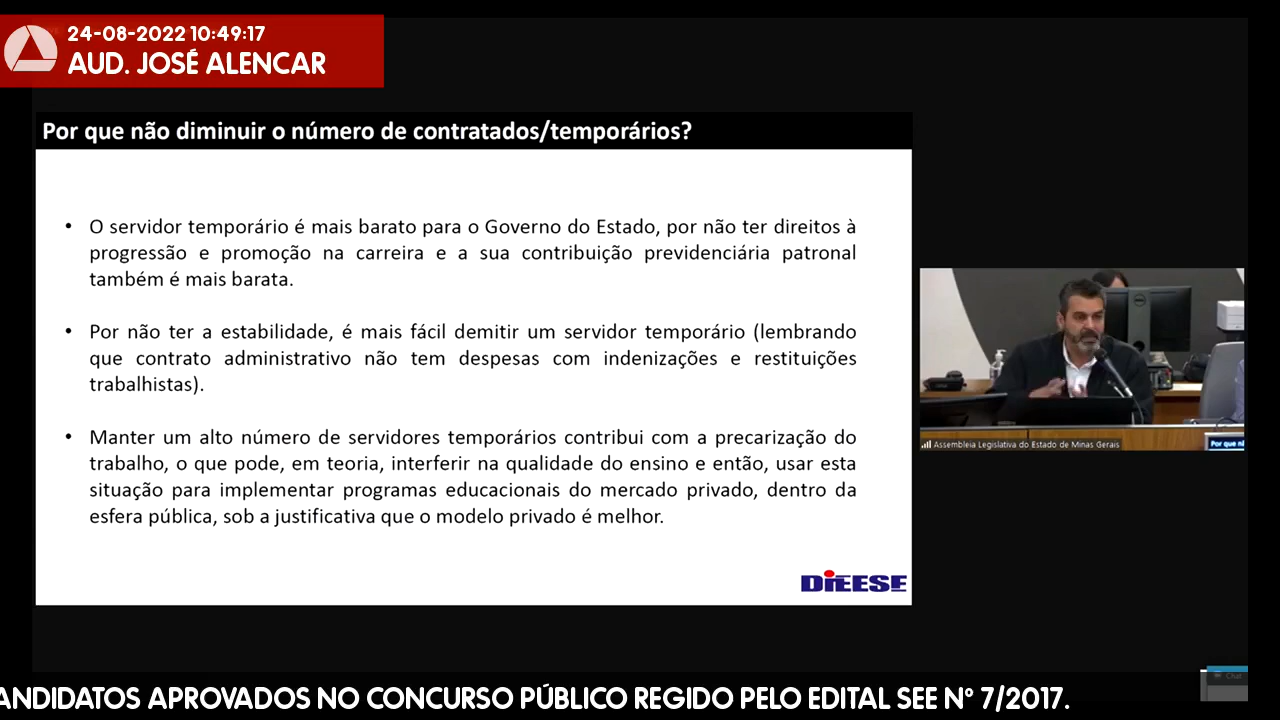 24-08-2022 10:49:17
AUD. JOSÉ ALENCAR
Por que não diminuir o número de contratados/temporários?
• O servidor temporário é mais barato para o Governo do Estado, por não ter direitos à
progressão e promoção na carreira e a sua contribuição previdenciária patronal
também é mais barata.
• Por não ter a estabilidade, é mais fácil demitir um servidor temporário (lembrando
que contrato administrativo não tem despesas com indenizações e restituições
trabalhistas).
• Manter um alto número de servidores temporários contribui com a precarização do
trabalho, o que pode, em teoria, interferir na qualidade do ensino e então, usar esta
situação para implementar programas educacionais do mercado privado, dentro da
esfera pública, sob a justificativa que o modelo privado é melhor.
DIEESE
DELL
Assembleia Legislativa do Estado de Minas Gerais
Por que nã
Chat
ANDIDATOS APROVADOS NO CONCURSO PÚBLICO REGIDO PELO EDITAL SEE Nº 7/2017.